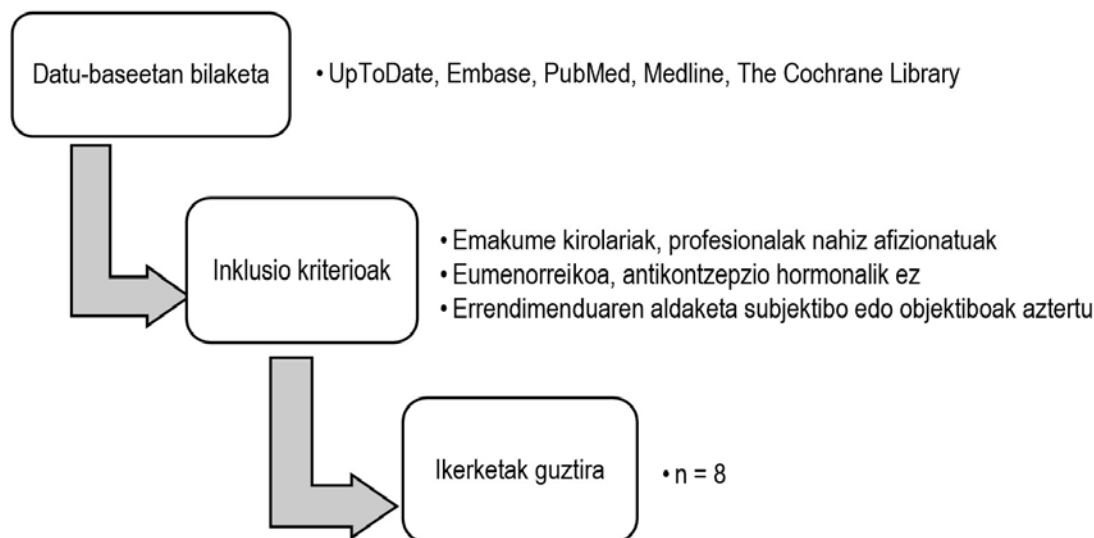 Datu-baseetan bilaketa
• UpToDate, Embase, PubMed, Medline, The Cochrane Library
Inklusio kriterioak
• Emakume kirolariak, profesionalak nahiz afizionatuak
• Eumenorreikoa, antikontzepzio hormonalik ez
• Errendimenduaren aldaketa subjektibo edo objektiboak aztertu
Ikerketak guztira
• n = 8